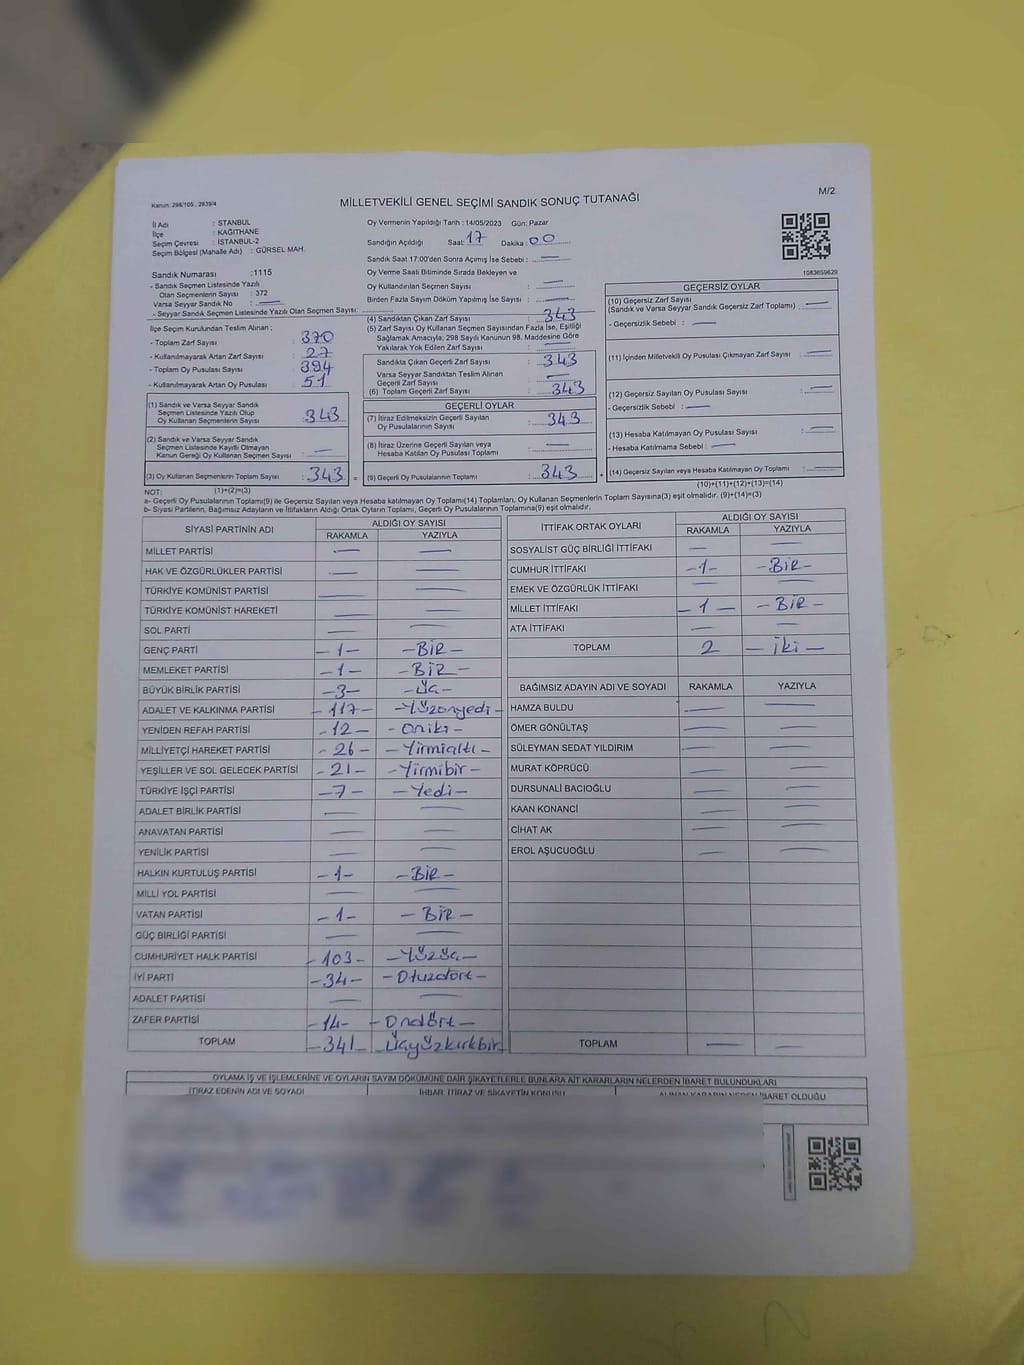 Kanun: 298/105 , 2839/4
MİLLETVEKİLİ GENEL SEÇİMİ SANDIK SONUÇ TUTANAĞI
M/2
İl Adı : İSTANBUL
İlçe : KAĞITHANE
Seçim Çevresi : İSTANBUL-2
Seçim Bölgesi (Mahalle Adı) : GÜRSEL MAH.
Oy Vermenin Yapıldığı Tarih : 14/05/2023 Gün: Pazar
Sandığın Açıldığı Saat: 17 Dakika: 00
Sandık Saat 17:00'den Sonra Açımış İse Sebebi : —
Oy Verme Saati Bitiminde Sırada Bekleyen ve
Oy Kullandırılan Seçmen Sayısı : —
Birden Fazla Sayım Döküm Yapılmış İse Sayısı : —
1083659629
Sandık Numarası :1115
- Sandık Seçmen Listesinde Yazılı
Olan Seçmenlerin Sayısı : 372
Varsa Seyyar Sandık No : —
- Seyyar Sandık Seçmen Listesinde Yazılı Olan Seçmen Sayısı:
İlçe Seçim Kurulundan Teslim Alınan ;
- Toplam Zarf Sayısı : 370
- Kullanılmayarak Artan Zarf Sayısı : 27
- Toplam Oy Pusulası : 394
- Kullanılmayarak Artan Oy Pusulası : 51
(4) Sandıktan Çıkan Zarf Sayısı : 343
(5) Zarf Sayısı Oy Kullanan Seçmen Sayısından Fazla İse, Eşitliği
Sağlamak Amacıyla; 298 Sayılı Kanunun 98. Maddesine Göre
Yakılarak Yok Edilen Zarf Sayısı : —
Sandıkta Çıkan Geçerli Zarf Sayısı : 343
Varsa Seyyar Sandıktan Teslim Alınan
Geçerli Zarf Sayısı : —
(6) Toplam Geçerli Zarf Sayısı : 343
GEÇERSİZ OYLAR
(10) Geçersiz Zarf Sayısı
(Sandık ve Varsa Seyyar Sandık Geçersiz Zarf Toplamı) : —
- Geçersizlik Sebebi : —
(11) İçinden Milletvekili Oy Pusulası Çıkmayan Zarf Sayısı : —
(12) Geçersiz Sayılan Oy Pusulası Sayısı : —
- Geçersizlik Sebebi : —
(13) Hesaba Katılmayan Oy Pusulası Sayısı : —
- Hesaba Katılmama Sebebi : —
(14) Geçersiz Sayılan veya Hesaba Katılmayan Oy Toplamı : —
(10)+(11)+(12)+(13)=(14)
(1) Sandık ve Varsa Seyyar Sandık
Seçmen Listesinde Yazılı Olup
Oy Kullanan Seçmenlerin Sayısı : 343
(2) Sandık ve Varsa Seyyar Sandık
Seçmen Listesinde Kayıtlı Olmayan
Kanun Gereği Oy Kullanan Seçmen Sayısı : —
(3) Oy Kullanan Seçmenlerin Toplam Sayısı : 343 =
GEÇERLİ OYLAR
(7) İtiraz Edilmeksizin Geçerli Sayılan
Oy Pusulalarının Sayısı : 343
(8) İtiraz Üzerine Geçerli Sayılan veya
Hesaba Katılan Oy Pusulası Toplamı : —
(9) Geçerli Oy Pusulalarının Toplamı : 343 +
NOT: (1)+(2)=(3)
a- Geçerli Oy Pusulalarının Toplamı(9) ile Geçersiz Sayılan veya Hesaba katılmayan Oy Toplamı(14) Toplamları, Oy Kullanan Seçmenlerin Toplam Sayısına(3) eşit olmalıdır. (9)+(14)=(3)
b- Siyasi Partilerin, Bağımsız Adayların ve İttifakların Aldığı Ortak Oyların Toplamı, Geçerli Oy Pusulalarının Toplamına(9) eşit olmalıdır.
SİYASİ PARTİNİN ADI ALDIĞI OY SAYISI
RAKAMLA YAZIYLA
MİLLET PARTİSİ — —
HAK VE ÖZGÜRLÜKLER PARTİSİ — —
TÜRKİYE KOMÜNİST PARTİSİ — —
TÜRKİYE KOMÜNİST HAREKETİ — —
SOL PARTİ — —
GENÇ PARTİ -1- -BİR-
MEMLEKET PARTİSİ -1- -BİR-
BÜYÜK BİRLİK PARTİSİ -3- -Üç-
ADALET VE KALKINMA PARTİSİ -117- -Yüzonyedi-
YENİDEN REFAH PARTİSİ -12- -oniki-
MİLLİYETÇİ HAREKET PARTİSİ -26- -Yirmialtı-
YEŞİLLER VE SOL GELECEK PARTİSİ -21- -Yirmibir-
TÜRKİYE İŞÇİ PARTİSİ -7- -Yedi-
ADALET BİRLİK PARTİSİ — —
ANAVATAN PARTİSİ — —
YENİLİK PARTİSİ — —
HALKIN KURTULUŞ PARTİSİ -1- -BİR-
MİLLİ YOL PARTİSİ — —
VATAN PARTİSİ -1- -BİR-
GÜÇ BİRLİĞİ PARTİSİ — —
CUMHURİYET HALK PARTİSİ -103- -Yüzüç-
İYİ PARTİ -34- -Otuzdört-
ADALET PARTİSİ — —
ZAFER PARTİSİ -14- -Ondört-
TOPLAM -341- -Üçyüzkırkbir-
İTTİFAK ORTAK OYLARI ALDIĞI OY SAYISI
RAKAMLA YAZIYLA
SOSYALİST GÜÇ BİRLİĞİ İTTİFAKI — —
CUMHUR İTTİFAKI -1- -BİR-
EMEK VE ÖZGÜRLÜK İTTİFAKI — —
MİLLET İTTİFAKI -1- -BİR-
ATA İTTİFAKI — —
TOPLAM 2 -iki-
BAĞIMSIZ ADAYIN ADI VE SOYADI RAKAMLA YAZIYLA
HAMZA BULDU — —
ÖMER GÖNÜLTAŞ — —
SÜLEYMAN SEDAT YILDIRIM — —
MURAT KÖPRÜCÜ — —
DURSUNALİ BACIOĞLU — —
KAAN KONANCİ — —
CİHAT AK — —
EROL AŞUCUOĞLU — —
TOPLAM — —
OYLAMA İŞ VE İŞLEMLERİNE VE OYLARIN SAYIM DÖKÜMÜNE DAİR ŞİKAYETLERLE BUNLARA AİT KARARLARIN NELERDEN İBARET BULUNDUKLARI
İTİRAZ EDENİN ADI VE SOYADI İHBAR, İTİRAZ VE ŞİKAYETİN KONUSU ALINAN KARARIN NEDEN İBARET OLDUĞU